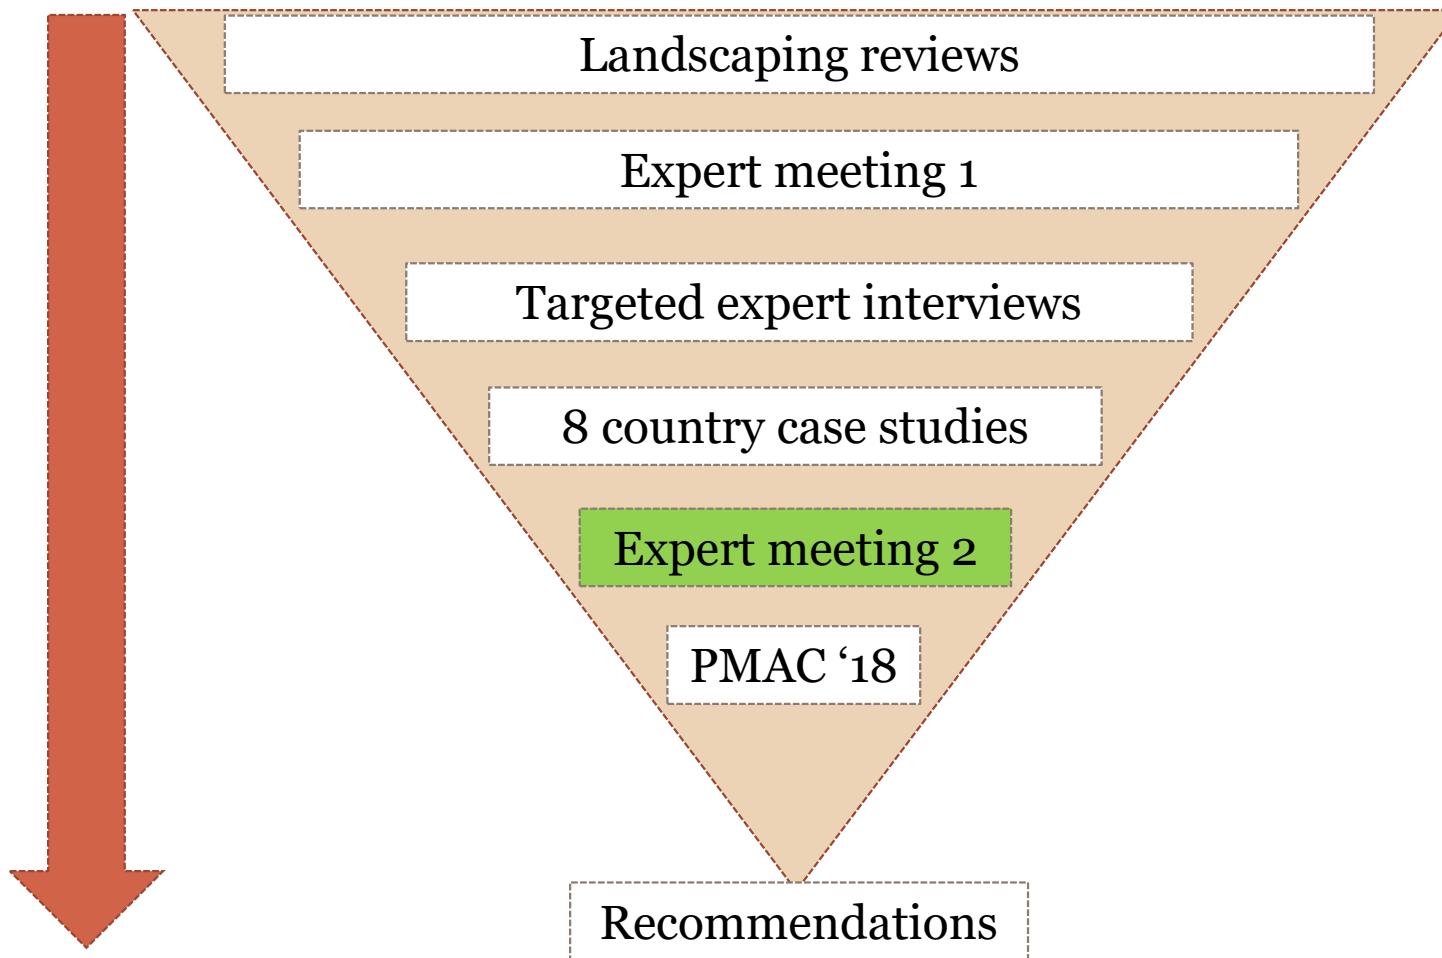 Landscaping reviews
Expert meeting 1
Targeted expert interviews
8 country case studies
Expert meeting 2
PMAC ‘18
Recommendations